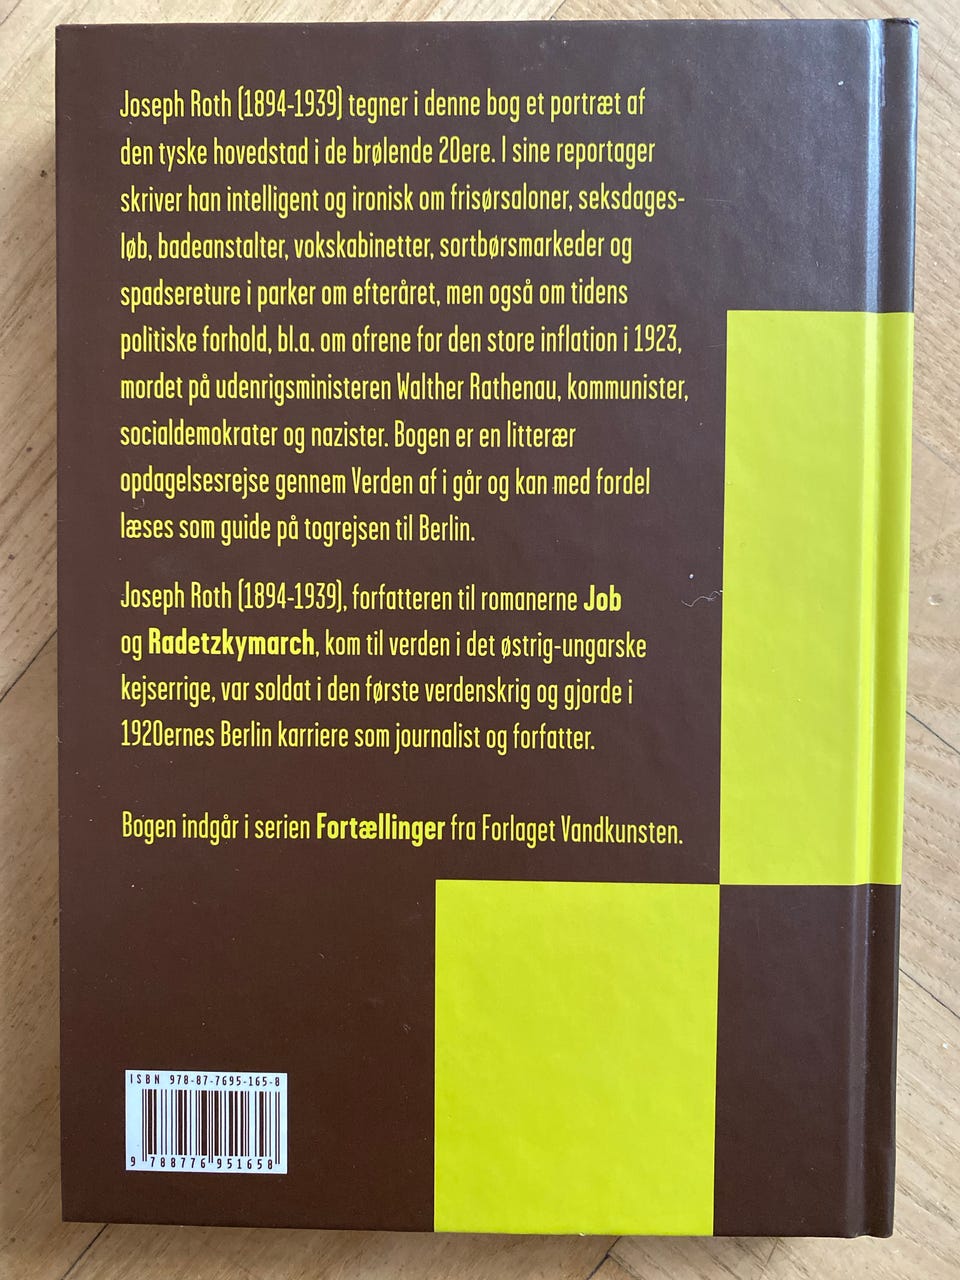 Joseph Roth (1894-1939) tegner i denne bog et portræt af
den tyske hovedstad i de brølende 20ere. I sine reportager
skriver han intelligent og ironisk om frisørsaloner, seksdages-
løb, badeanstalter, vokskabinetter, sortbørsmarkeder og
spadsereture i parker om efteråret, men også om tidens
politiske forhold, bl.a. om ofrene for den store inflation i 1923,
mordet på udenrigsministeren Walther Rathenau, kommunister,
socialdemokrater og nazister. Bogen er en litterær
opdagelsesrejse gennem Verden af i går og kan med fordel
læses som guide på togrejsen til Berlin.
Joseph Roth (1894-1939), forfatteren til romanerne Job
og Radetzkymarch, kom til verden i det østrig-ungarske
kejserrige, var soldat i den første verdenskrig og gjorde i
1920ernes Berlin karriere som journalist og forfatter.
Bogen indgår i serien Fortællinger fra Forlaget Vandkunsten.
ISBN 978-87-7695-165-8
9 788776 951658